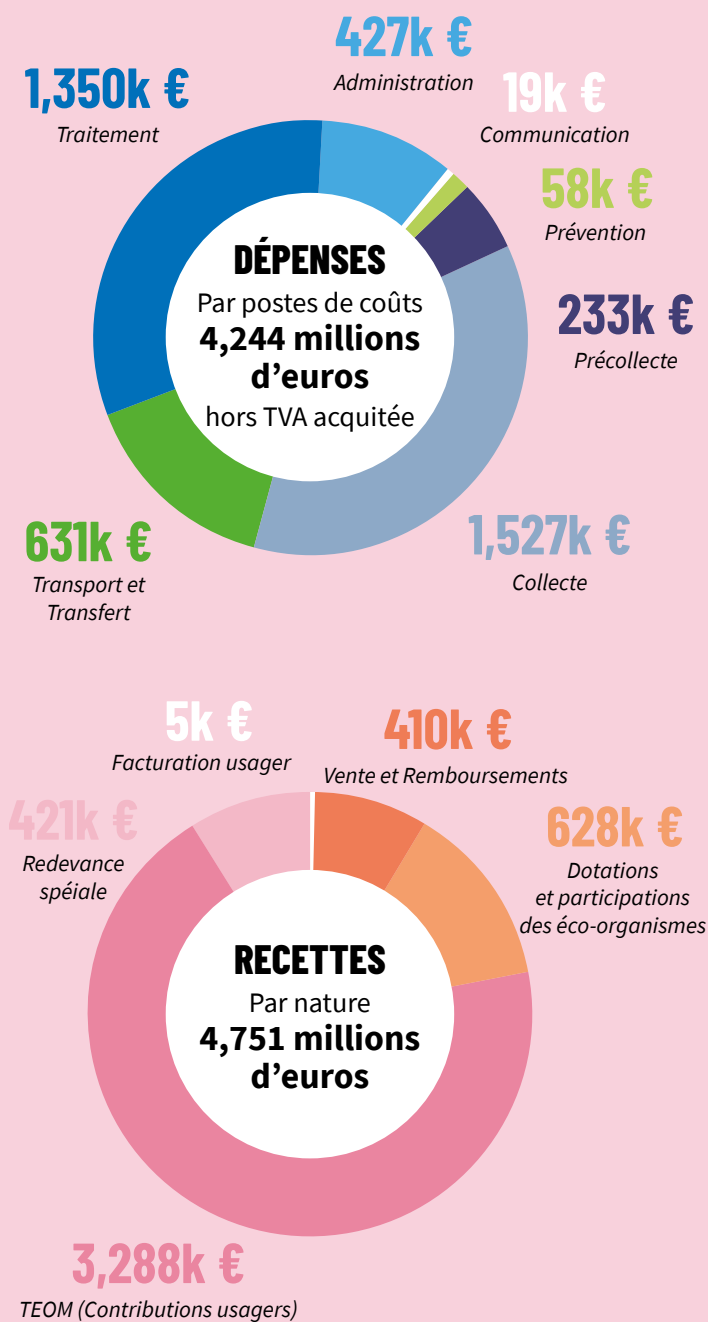 427k €
Administration
1,350k €
Traitement
19k €
Communication
58k €
Prévention
DÉPENSES
Par postes de coûts
4,244 millions
d’euros
hors TVA acquitée
233k €
Précollecte
631k €
Transport et
Transfert
1,527k €
Collecte
5k €
Facturation usager
410k €
Vente et Remboursements
421k €
Redevance
spéiale
628k €
Dotations
et participations
des éco-organismes
RECETTES
Par nature
4,751 millions
d’euros
3,288k €
TEOM (Contributions usagers)